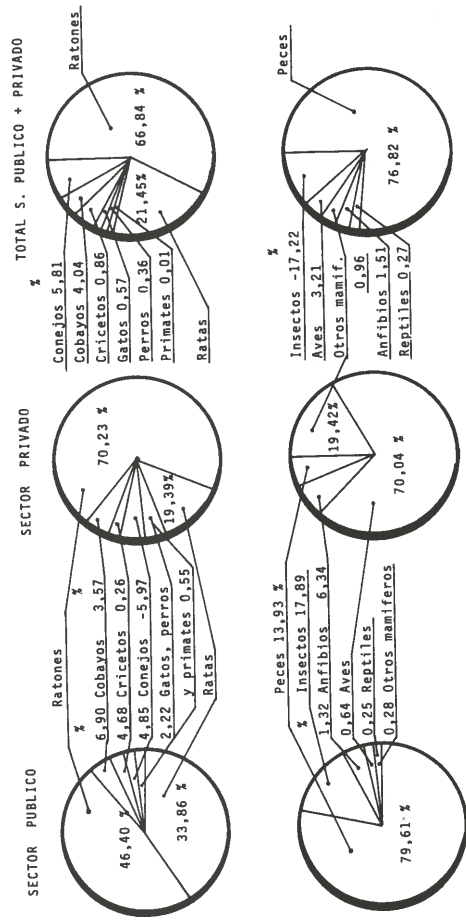 SECTOR PUBLICO
SECTOR PRIVADO
TOTAL S. PUBLICO + PRIVADO
Ratones
% %
46,40 %
33,86 %
6,90 Cobayos 3,57
4,68 Cricetos 0,26
4,85 Conejos -5,97
2,22 Gatos, perros
y primates 0,55
Ratas
70,23 %
19,39%
%
Conejos 5,81
Cobayos 4,04
Cricetos 0,86
Gatos 0,57
Perros 0,36
Primates 0,01
Ratas
Ratones
66,84 %
21,45%
79,61 %
Peces 13,93 %
%
Insectos 17,89
1,32 Anfibios 6,34
0,64 Aves
0,25 Reptiles
0,28 Otros mamiferos
19,42%
70,04 %
%
Insectos -17,22
Aves 3,21
Otros mamif.
0,96
Anfibios 1,51
Reptiles 0,27
Peces
76,82 %